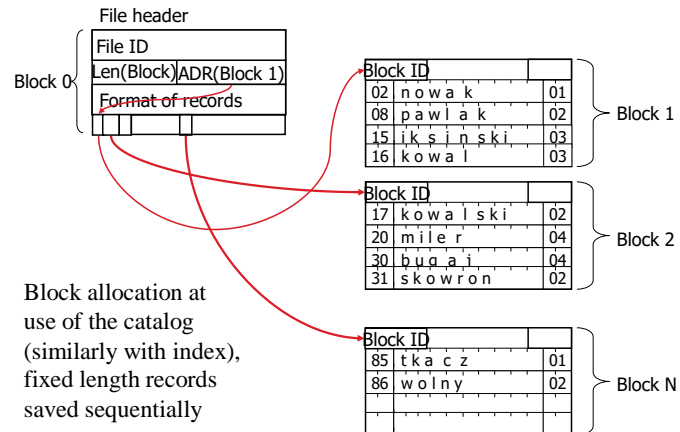 File header
File ID
Len(Block) ADR(Block 1)
Format of records
Block 0
Block ID
02 nowak 01
08 pawlak 02
15 iksinski 03
16 kowal 03
Block 1
Block ID
17 kowalski 02
20 miler 04
30 bugaj 04
31 skowron 02
Block 2
Block ID
85 tkacz 01
86 wolny 02
Block N
Block allocation at
use of the catalog
(similarly with index),
fixed length records
saved sequentially